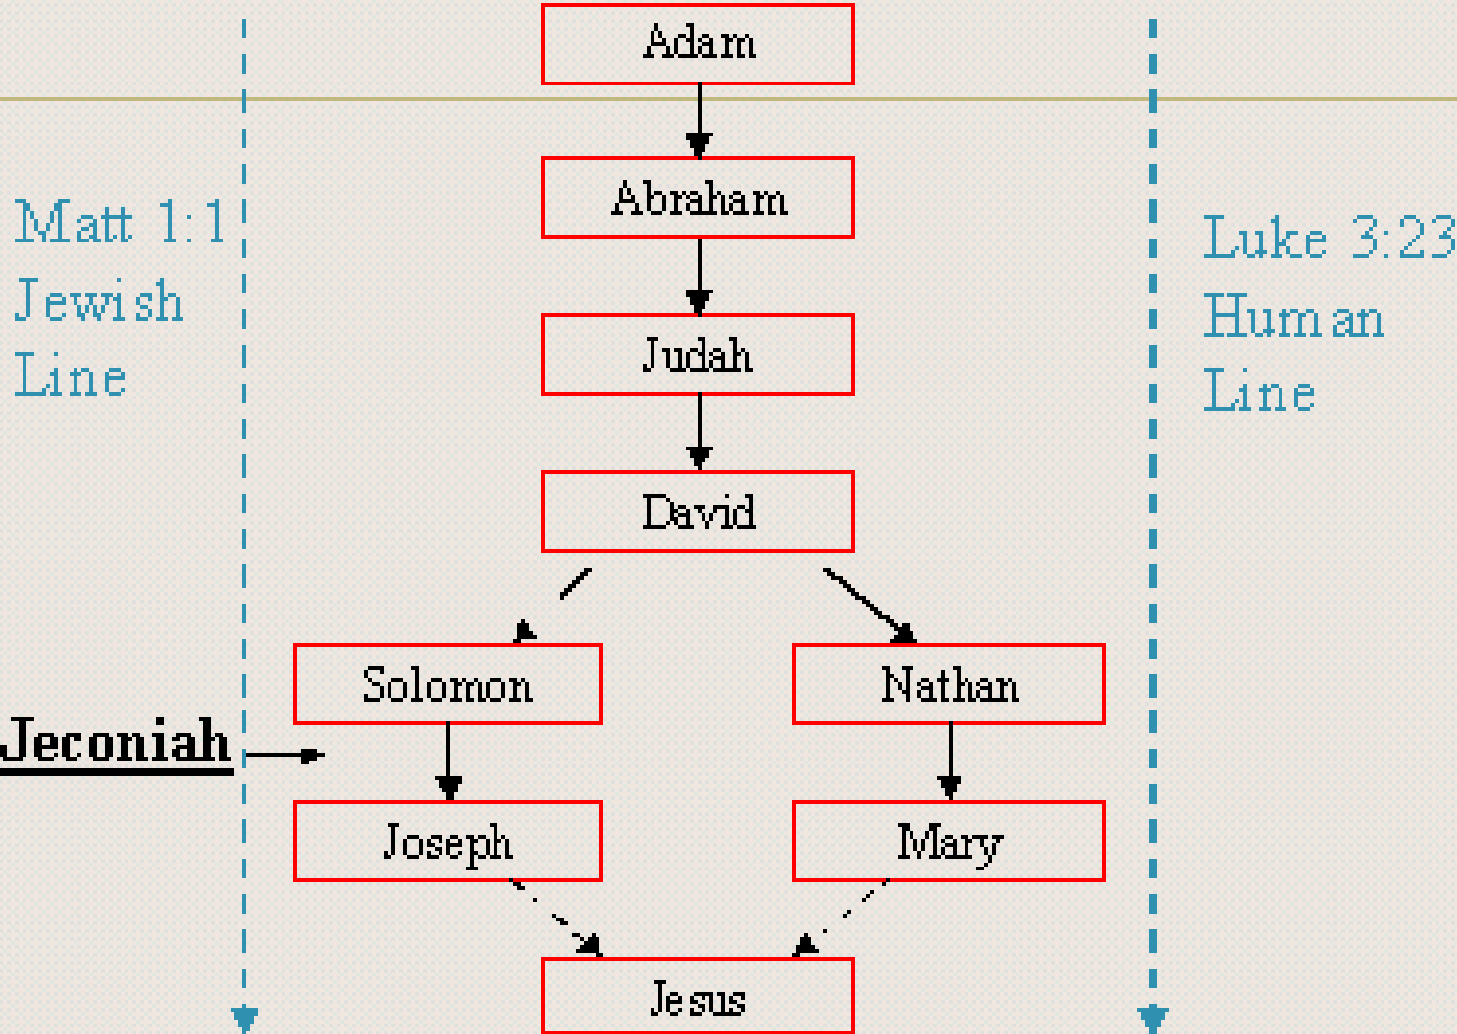 Adam
Abraham
Matt 1:1
Jewish
Line
Luke 3:23
Human
Line
Judah
David
Solomon
Nathan
Jeconiah
Joseph
Mary
Jesus